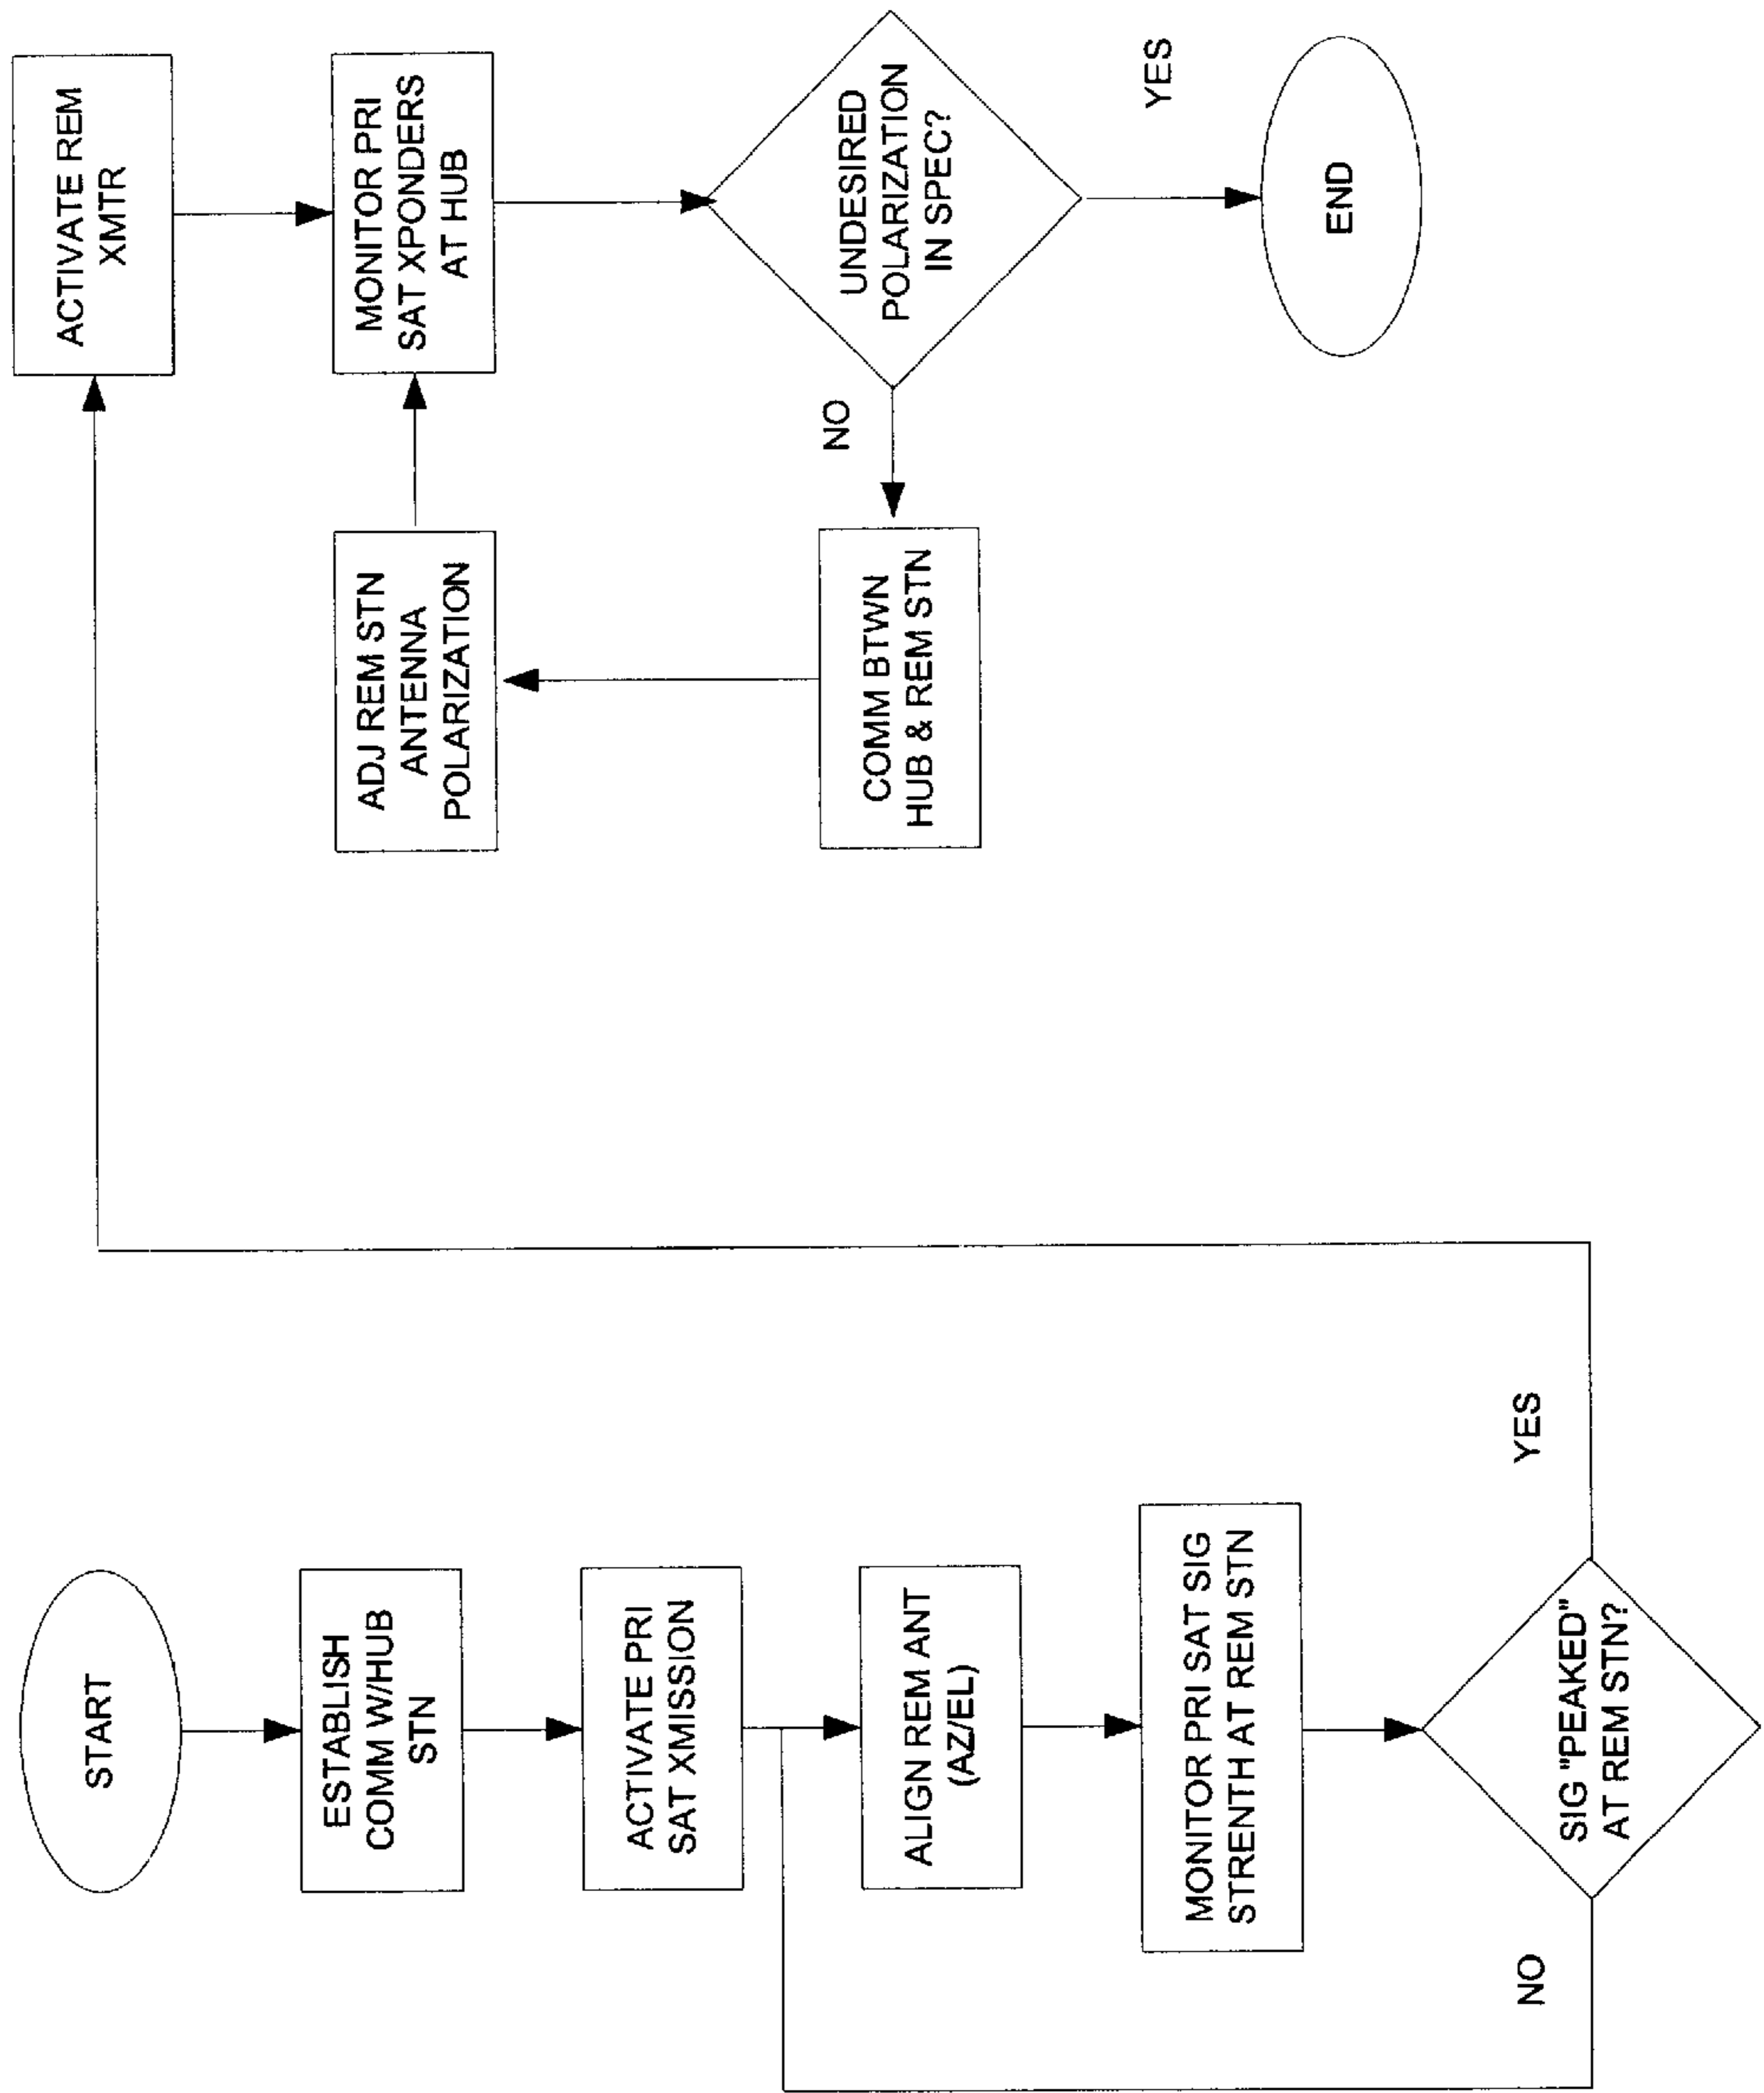 START
ESTABLISH
COMM W/HUB
STN
ACTIVATE PRI
SAT XMISSION
ALIGN REM ANT
(AZ/EL)
MONITOR PRI SAT SIG
STRENTH AT REM STN
SIG "PEAKED"
AT REM STN?
NO
YES
ACTIVATE REM
XMTR
MONITOR PRI
SAT XPONDERS
AT HUB
UNDESIRED
POLARIZATION
IN SPEC?
NO
COMM BTWN
HUB & REM STN
ADJ REM STN
ANTENNA
POLARIZATION
YES
END